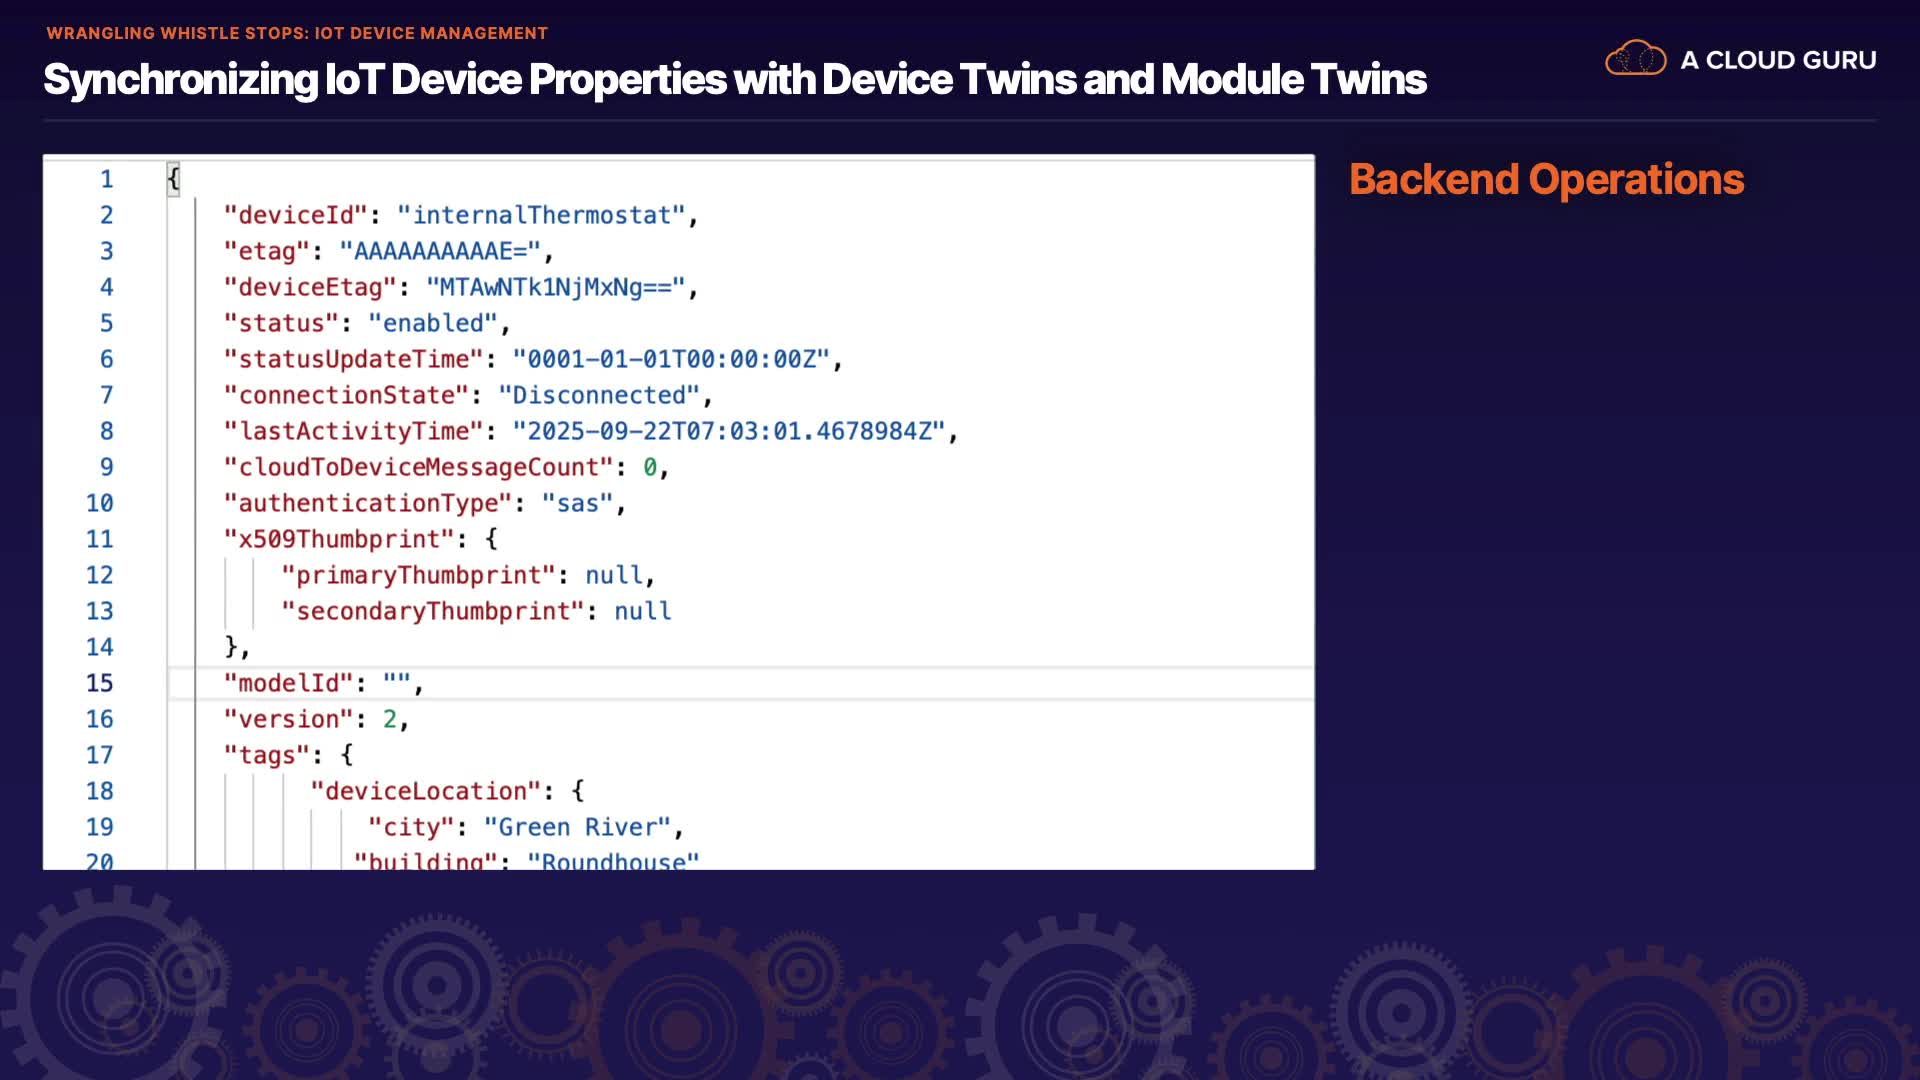 WRANGLING WHISTLE STOPS: IOT DEVICE MANAGEMENT
Synchronizing IoT Device Properties with Device Twins and Module Twins
A CLOUD GURU
1 {
2 "deviceId": "internalThermostat",
3 "etag": "AAAAAAAAAAE=",
4 "deviceEtag": "MTAwNTk1NjMxNg==",
5 "status": "enabled",
6 "statusUpdateTime": "0001-01-01T00:00:00Z",
7 "connectionState": "Disconnected",
8 "lastActivityTime": "2025-09-22T07:03:01.4678984Z",
9 "cloudToDeviceMessageCount": 0,
10 "authenticationType": "sas",
11 "x509Thumbprint": {
12 "primaryThumbprint": null,
13 "secondaryThumbprint": null
14 },
15 "modelId": "",
16 "version": 2,
17 "tags": {
18 "deviceLocation": {
19 "city": "Green River",
20 "building": "Roundhouse"
Backend Operations